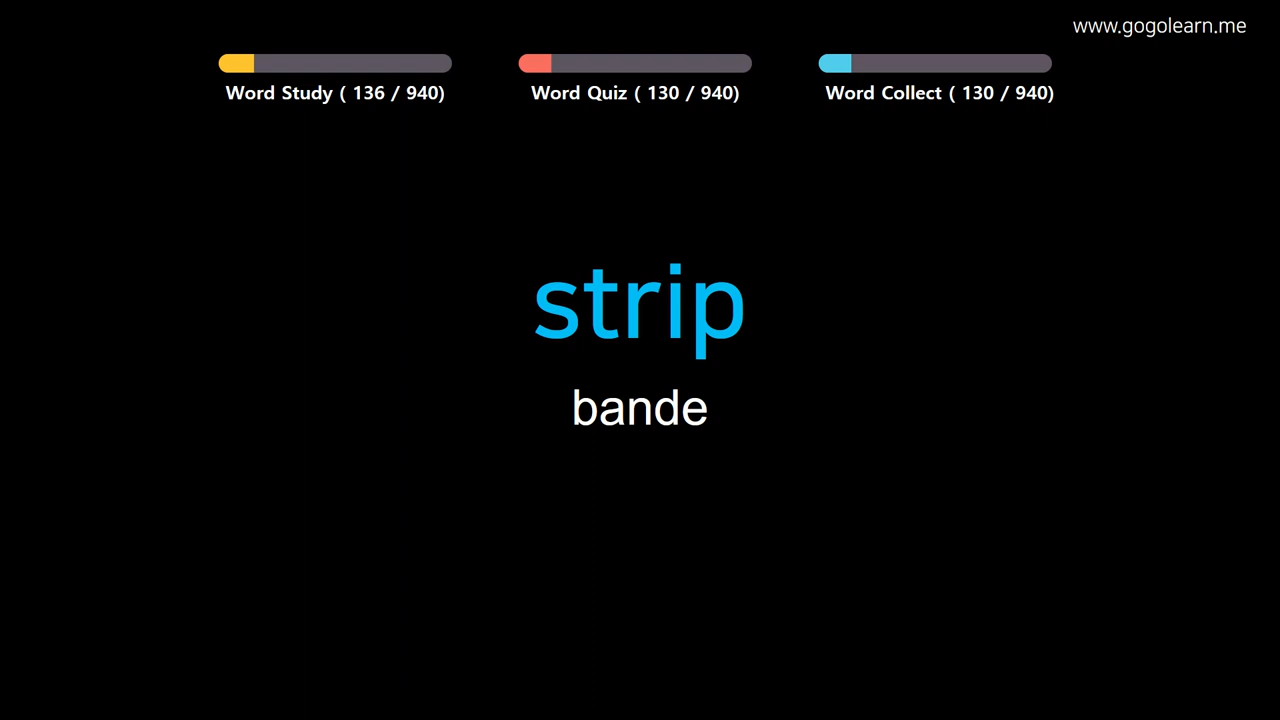 www.gogolearn.me
Word Study ( 136 / 940)
Word Quiz ( 130 / 940)
Word Collect ( 130 / 940)
strip
bande